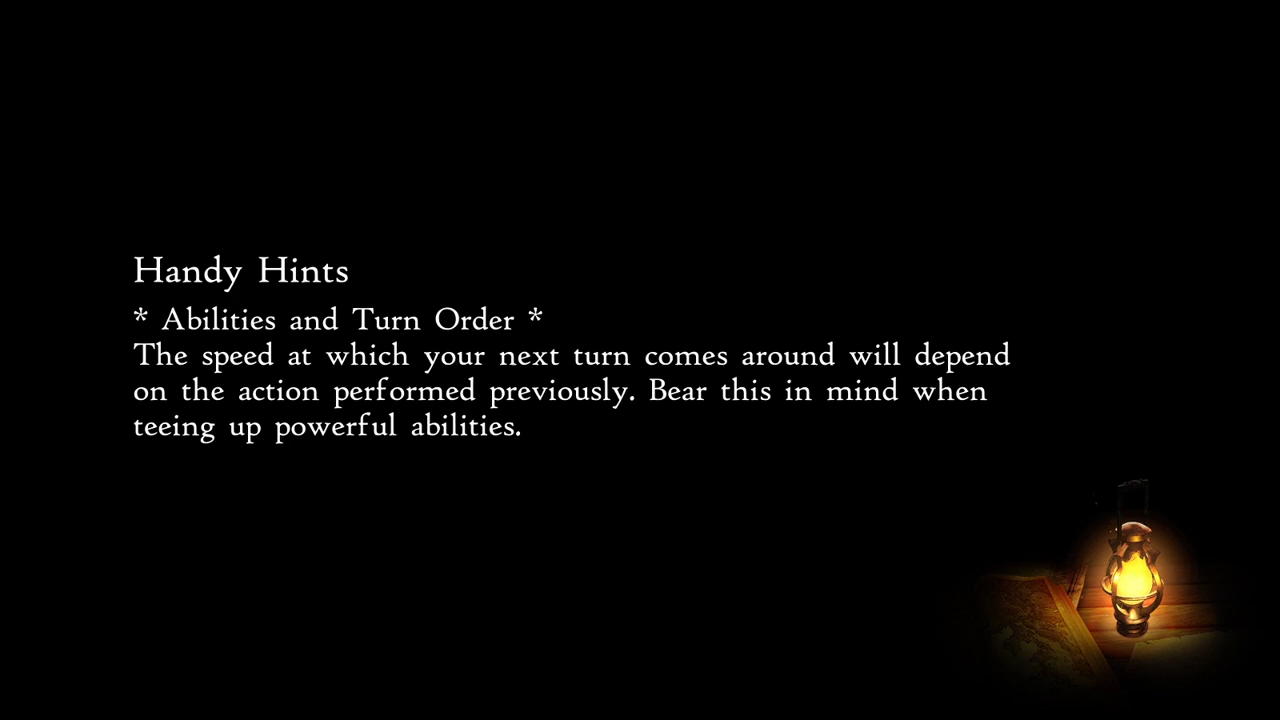 Handy Hints
* Abilities and Turn Order *
The speed at which your next turn comes around will depend
on the action performed previously. Bear this in mind when
teeing up powerful abilities.